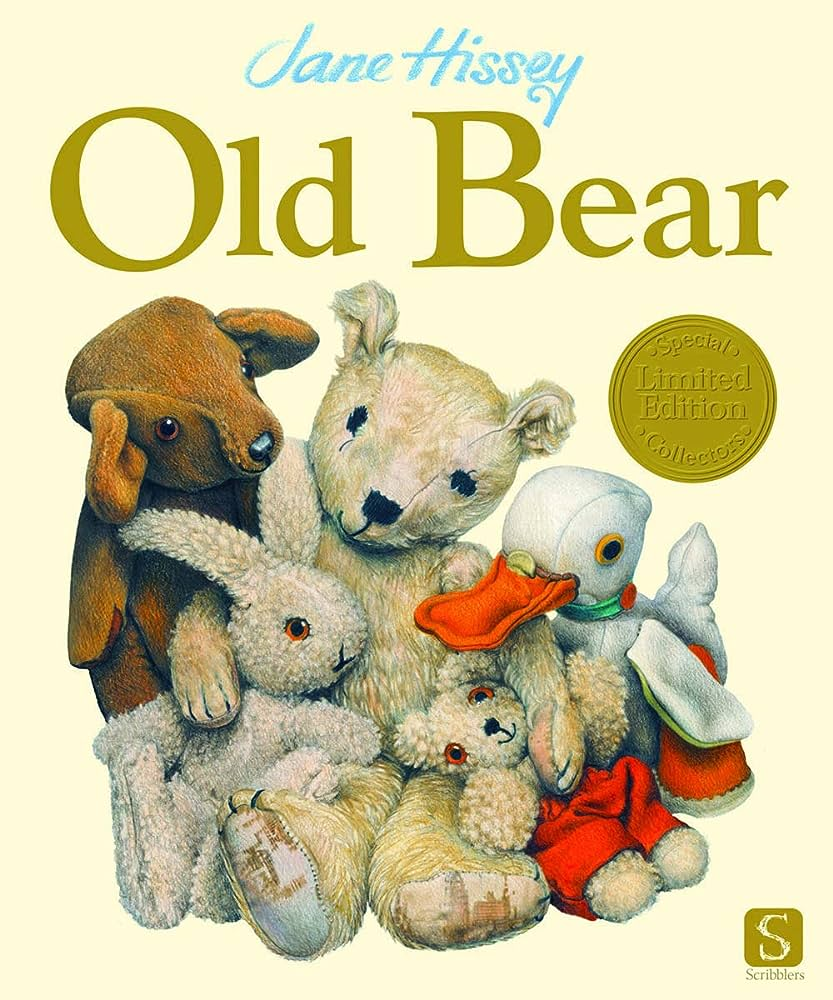 Jane Hissey
Old Bear
•Special•
Limited
Edition
•Collectors•
S
Scribblers